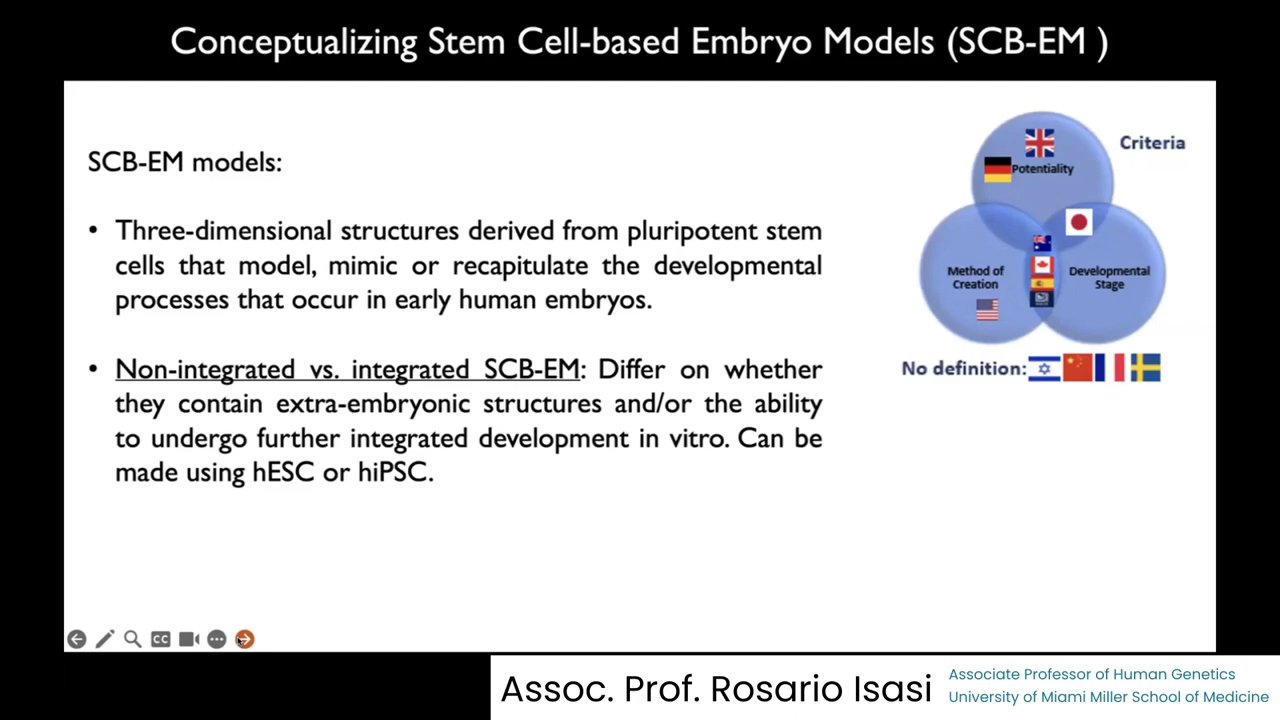 Conceptualizing Stem Cell-based Embryo Models (SCB-EM )
SCB-EM models:
• Three-dimensional structures derived from pluripotent stem
cells that model, mimic or recapitulate the developmental
processes that occur in early human embryos.
• Non-integrated vs. integrated SCB-EM: Differ on whether
they contain extra-embryonic structures and/or the ability
to undergo further integrated development in vitro. Can be
made using hESC or hiPSC.
Criteria
Potentiality
Method of
Creation
Developmental
Stage
No definition:
CC
Assoc. Prof. Rosario Isasi
Associate Professor of Human Genetics
University of Miami Miller School of Medicine